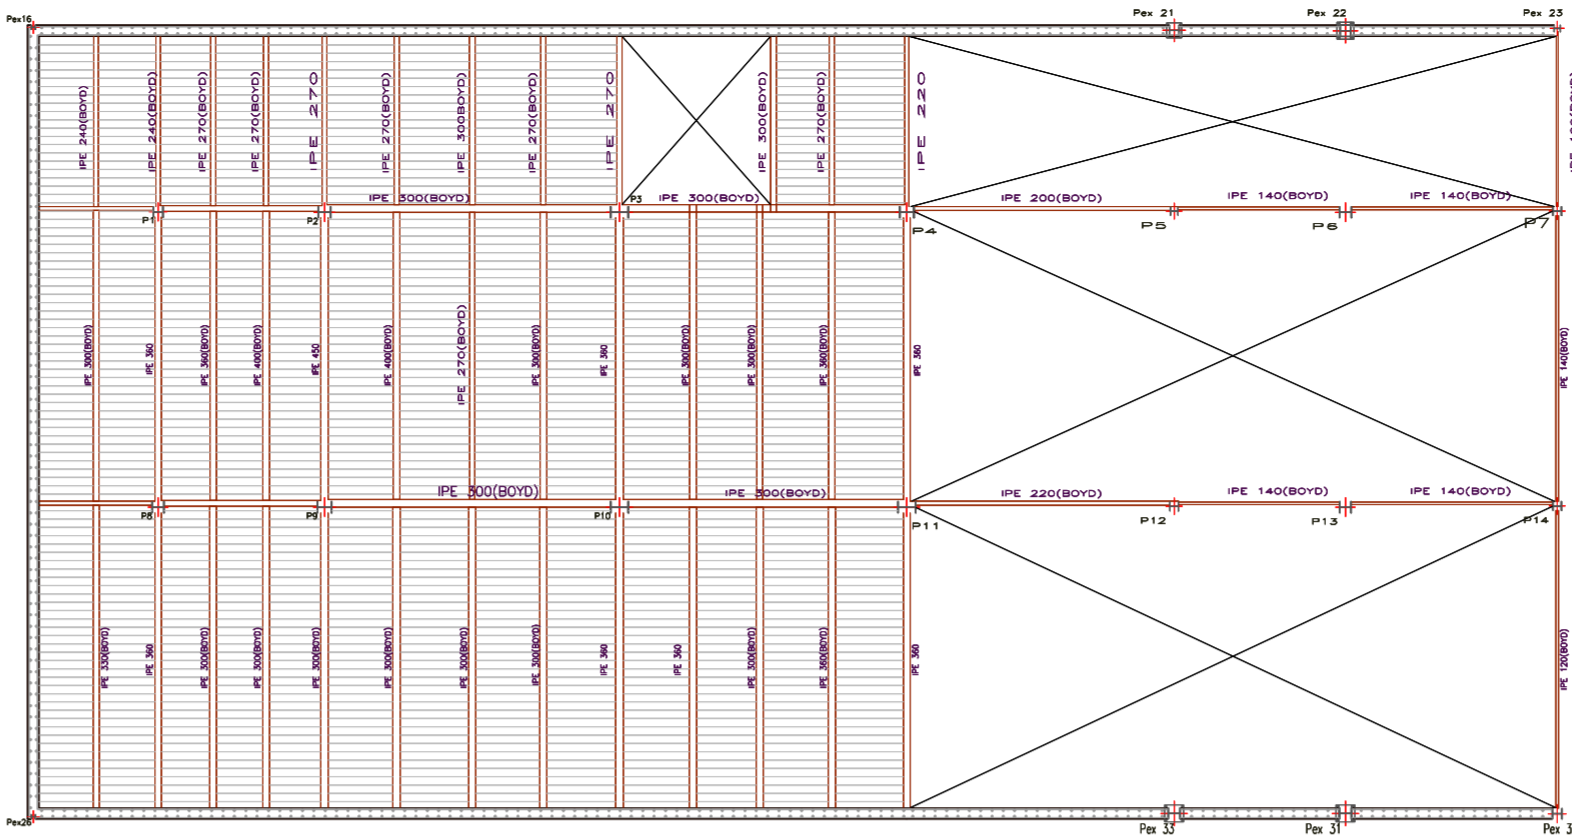 Pex16
Pex 21
Pex 22
Pex 23
IPE 240(BOYD)
IPE 240(BOYD)
IPE 270(BOYD)
IPE 270(BOYD)
IPE 270
IPE 270(BOYD)
IPE 300(BOYD)
IPE 270(BOYD)
IPE 270
IPE 300(BOYD)
IPE 270(BOYD)
IPE 220
IPE 300(BOYD)
P3
IPE 300(BOYD)
IPE 200(BOYD)
IPE 140(BOYD)
IPE 140(BOYD)
P1
P2
P4
P5
P6
P7
IPE 300(BOYD)
IPE 360
IPE 360(BOYD)
IPE 400(BOYD)
IPE 450
IPE 400(BOYD)
IPE 270(BOYD)
IPE 300(BOYD)
IPE 360
IPE 300(BOYD)
IPE 300(BOYD)
IPE 360(BOYD)
IPE 360
IPE 140(BOYD)
IPE 300(BOYD)
IPE 300(BOYD)
IPE 220(BOYD)
IPE 140(BOYD)
IPE 140(BOYD)
P8
P9
P10
P11
P12
P13
P14
IPE 330(BOYD)
IPE 360
IPE 300(BOYD)
IPE 300(BOYD)
IPE 300(BOYD)
IPE 300(BOYD)
IPE 300(BOYD)
IPE 300(BOYD)
IPE 360
IPE 360
IPE 300(BOYD)
IPE 360(BOYD)
IPE 360
IPE 120(BOYD)
Pex26
Pex 33
Pex 31
Pex 3